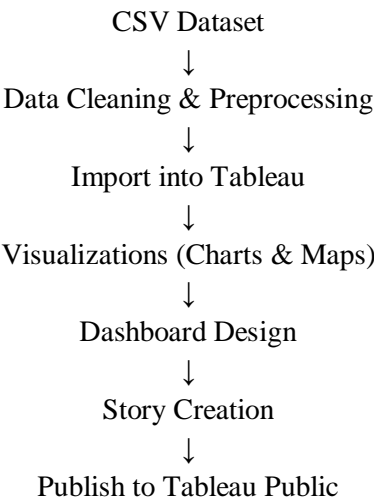 CSV Dataset
↓
Data Cleaning & Preprocessing
↓
Import into Tableau
↓
Visualizations (Charts & Maps)
↓
Dashboard Design
↓
Story Creation
↓
Publish to Tableau Public